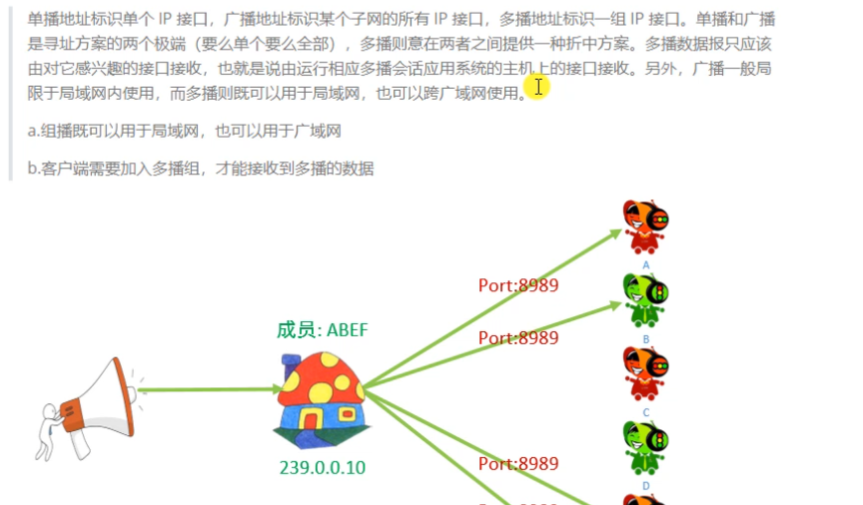 单播地址标识单个 IP 接口，广播地址标识某个子网的所有 IP 接口，多播地址标识一组 IP 接口。单播和广播
是寻址方案的两个极端（要么单个要么全部），多播则意在两者之间提供一种折中方案。多播数据报只应该
由对它感兴趣的接口接收，也就是说由运行相应多播会话应用系统的主机上的接口接收。另外，广播一般局
限于局域网内使用，而多播则既可以用于局域网，也可以跨广域网使用。
a.组播既可以用于局域网，也可以用于广域网
b.客户端需要加入多播组，才能接收到多播的数据
A
Port:8989
成员: ABEF
Port:8989
B
C
Port:8989
239.0.0.10
D